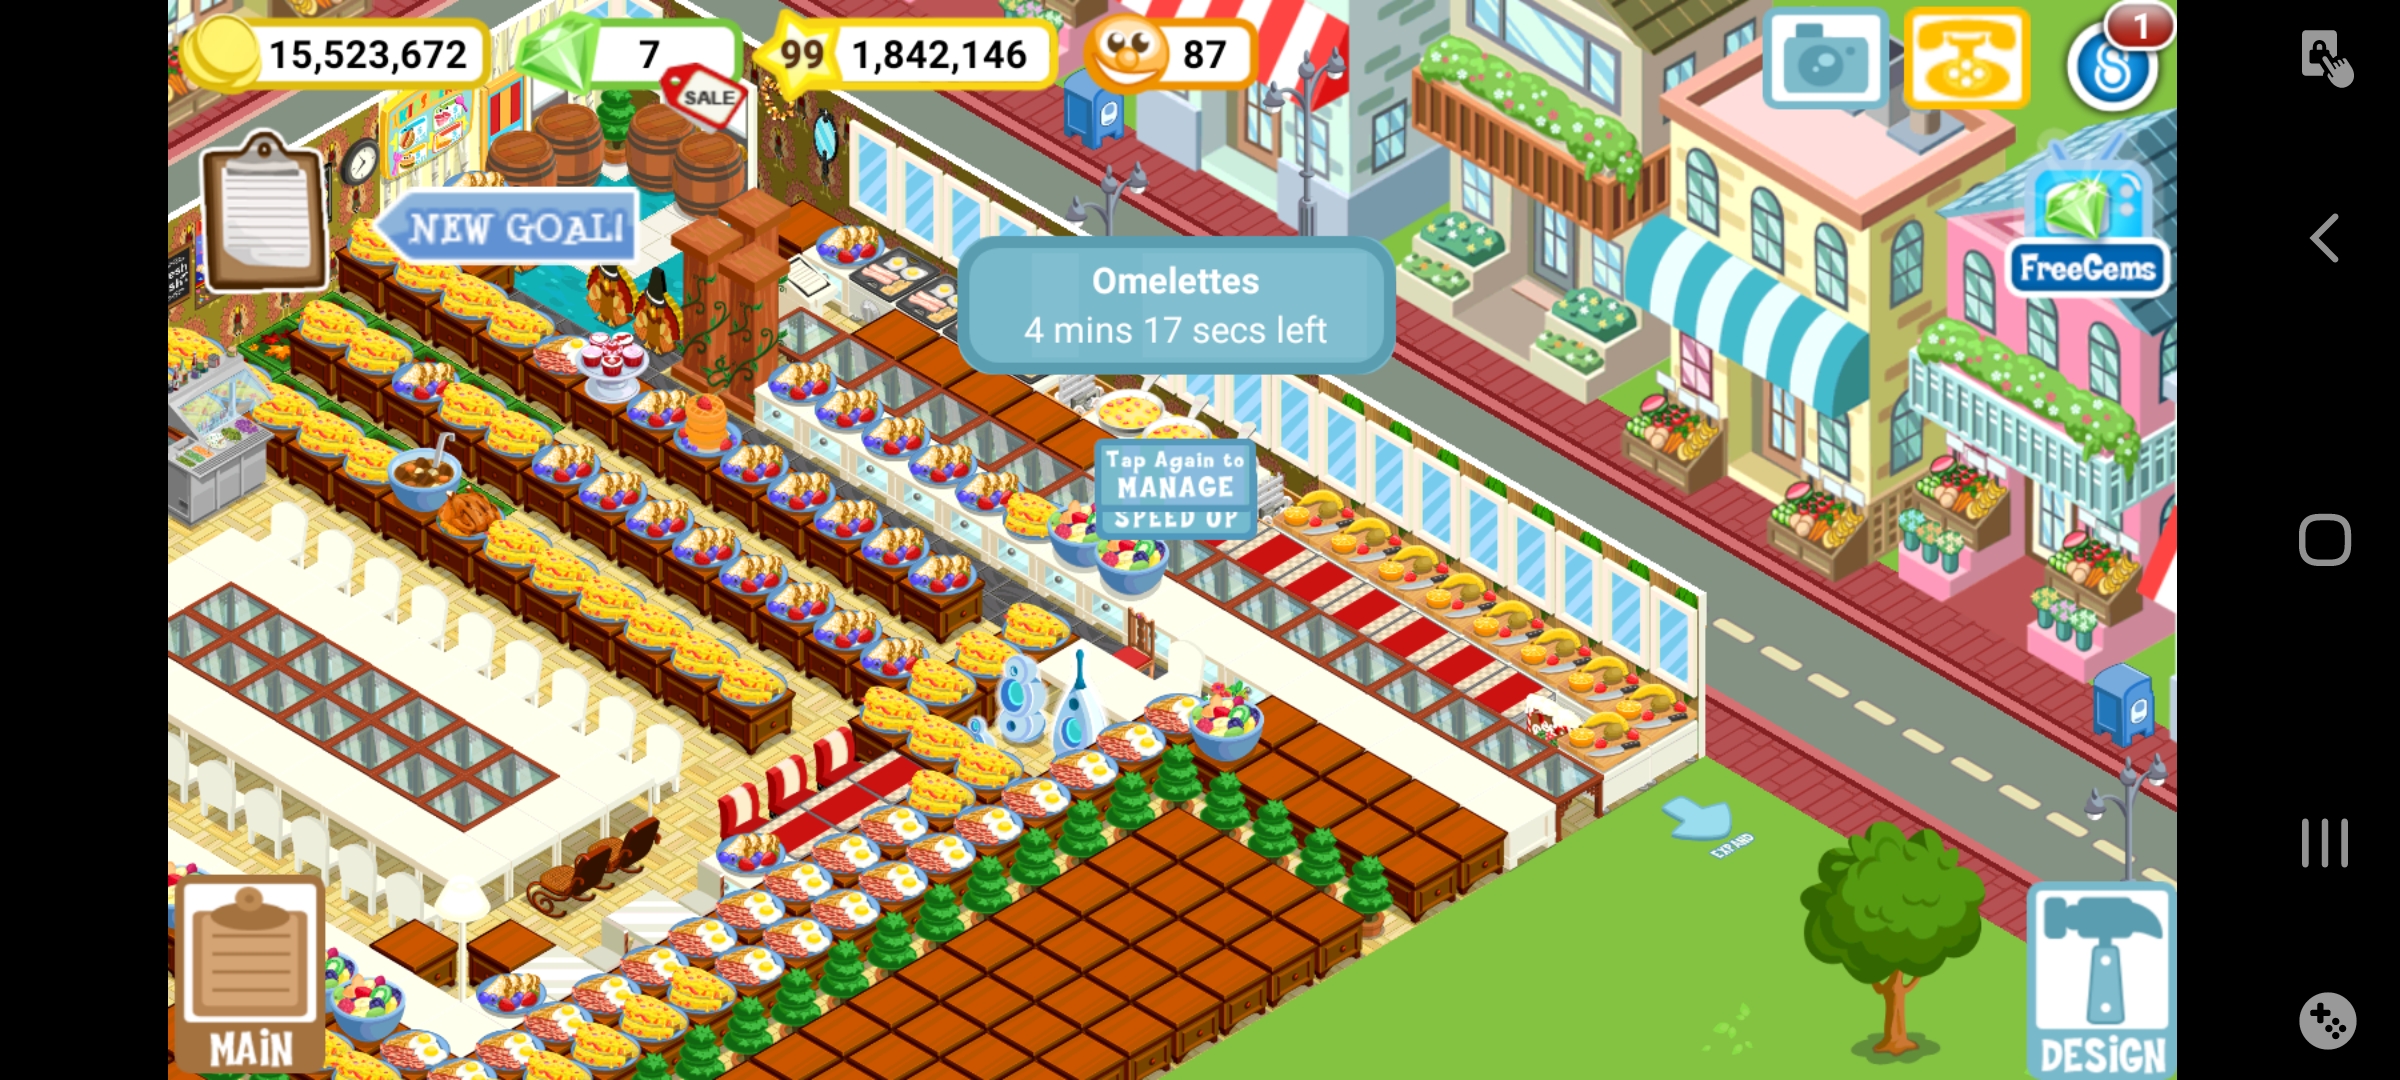 15,523,672
7
99
1,842,146
87
1
SALE
NEW GOAL!
Omelettes
4 mins 17 secs left
FreeGems
Tap Again to
MANAGE
SPEED UP
EXPAND
MAIN
DESIGN